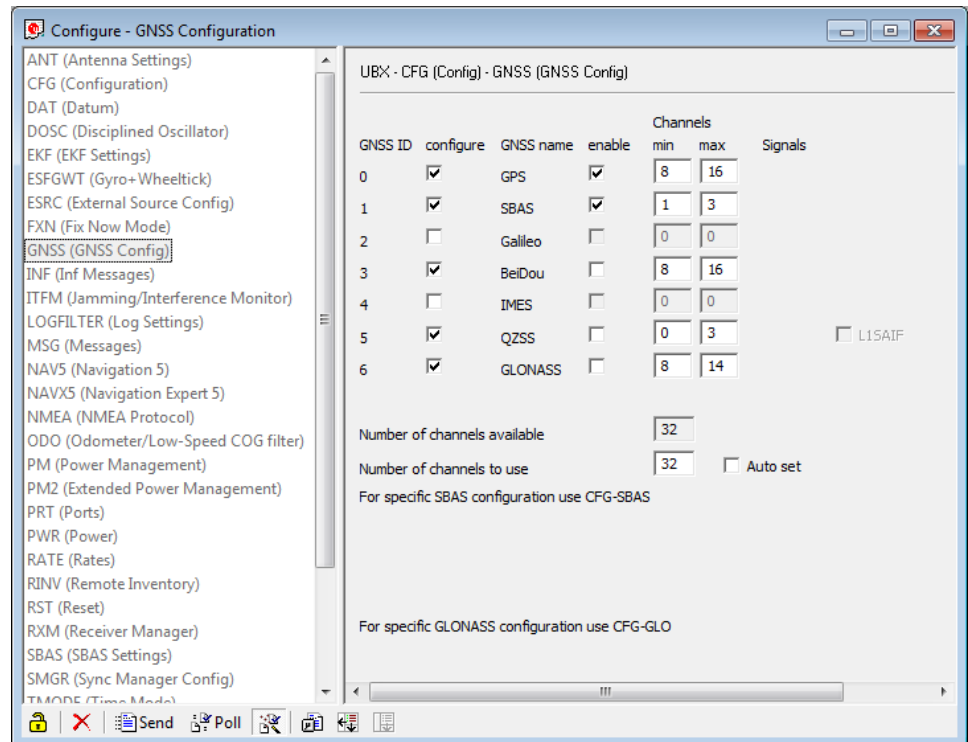 Configure - GNSS Configuration
ANT (Antenna Settings)
CFG (Configuration)
DAT (Datum)
DOSC (Disciplined Oscillator)
EKF (EKF Settings)
ESFGWT (Gyro+Wheeltick)
ESRC (External Source Config)
FXN (Fix Now Mode)
GNSS (GNSS Config)
INF (Inf Messages)
ITFM (Jamming/Interference Monitor)
LOGFILTER (Log Settings)
MSG (Messages)
NAV5 (Navigation 5)
NAVX5 (Navigation Expert 5)
NMEA (NMEA Protocol)
ODO (Odometer/Low-Speed COG filter)
PM (Power Management)
PM2 (Extended Power Management)
PRT (Ports)
PWR (Power)
RATE (Rates)
RINV (Remote Inventory)
RST (Reset)
RXM (Receiver Manager)
SBAS (SBAS Settings)
SMGR (Sync Manager Config)
TMODE (Time Mode)
UBX - CFG (Config) - GNSS (GNSS Config)
Channels
GNSS ID configure GNSS name enable min max Signals
0 GPS 8 16
1 SBAS 1 3
2 Galileo 0 0
3 BeiDou 8 16
4 IMES 0 0
5 QZSS 0 3 L1SAIF
6 GLONASS 8 14
Number of channels available 32
Number of channels to use 32 Auto set
For specific SBAS configuration use CFG-SBAS
For specific GLONASS configuration use CFG-GLO
Send Poll